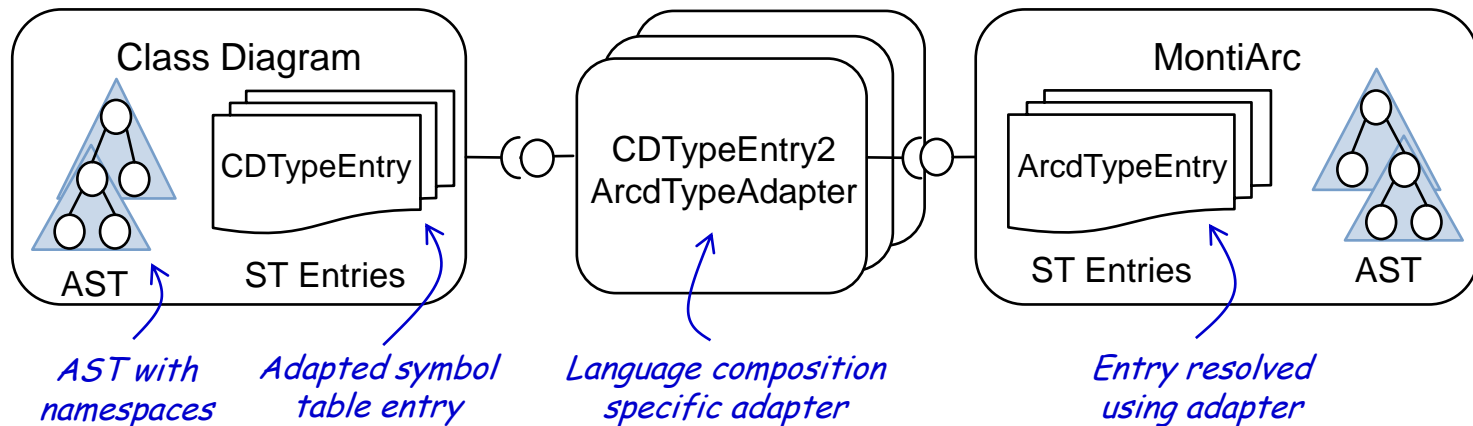 Class Diagram
CDTypeEntry
AST
ST Entries
CDTypeEntry2
ArcdTypeAdapter
MontiArc
ArcdTypeEntry
ST Entries
AST
AST with
namespaces
Adapted symbol
table entry
Language composition
specific adapter
Entry resolved
using adapter